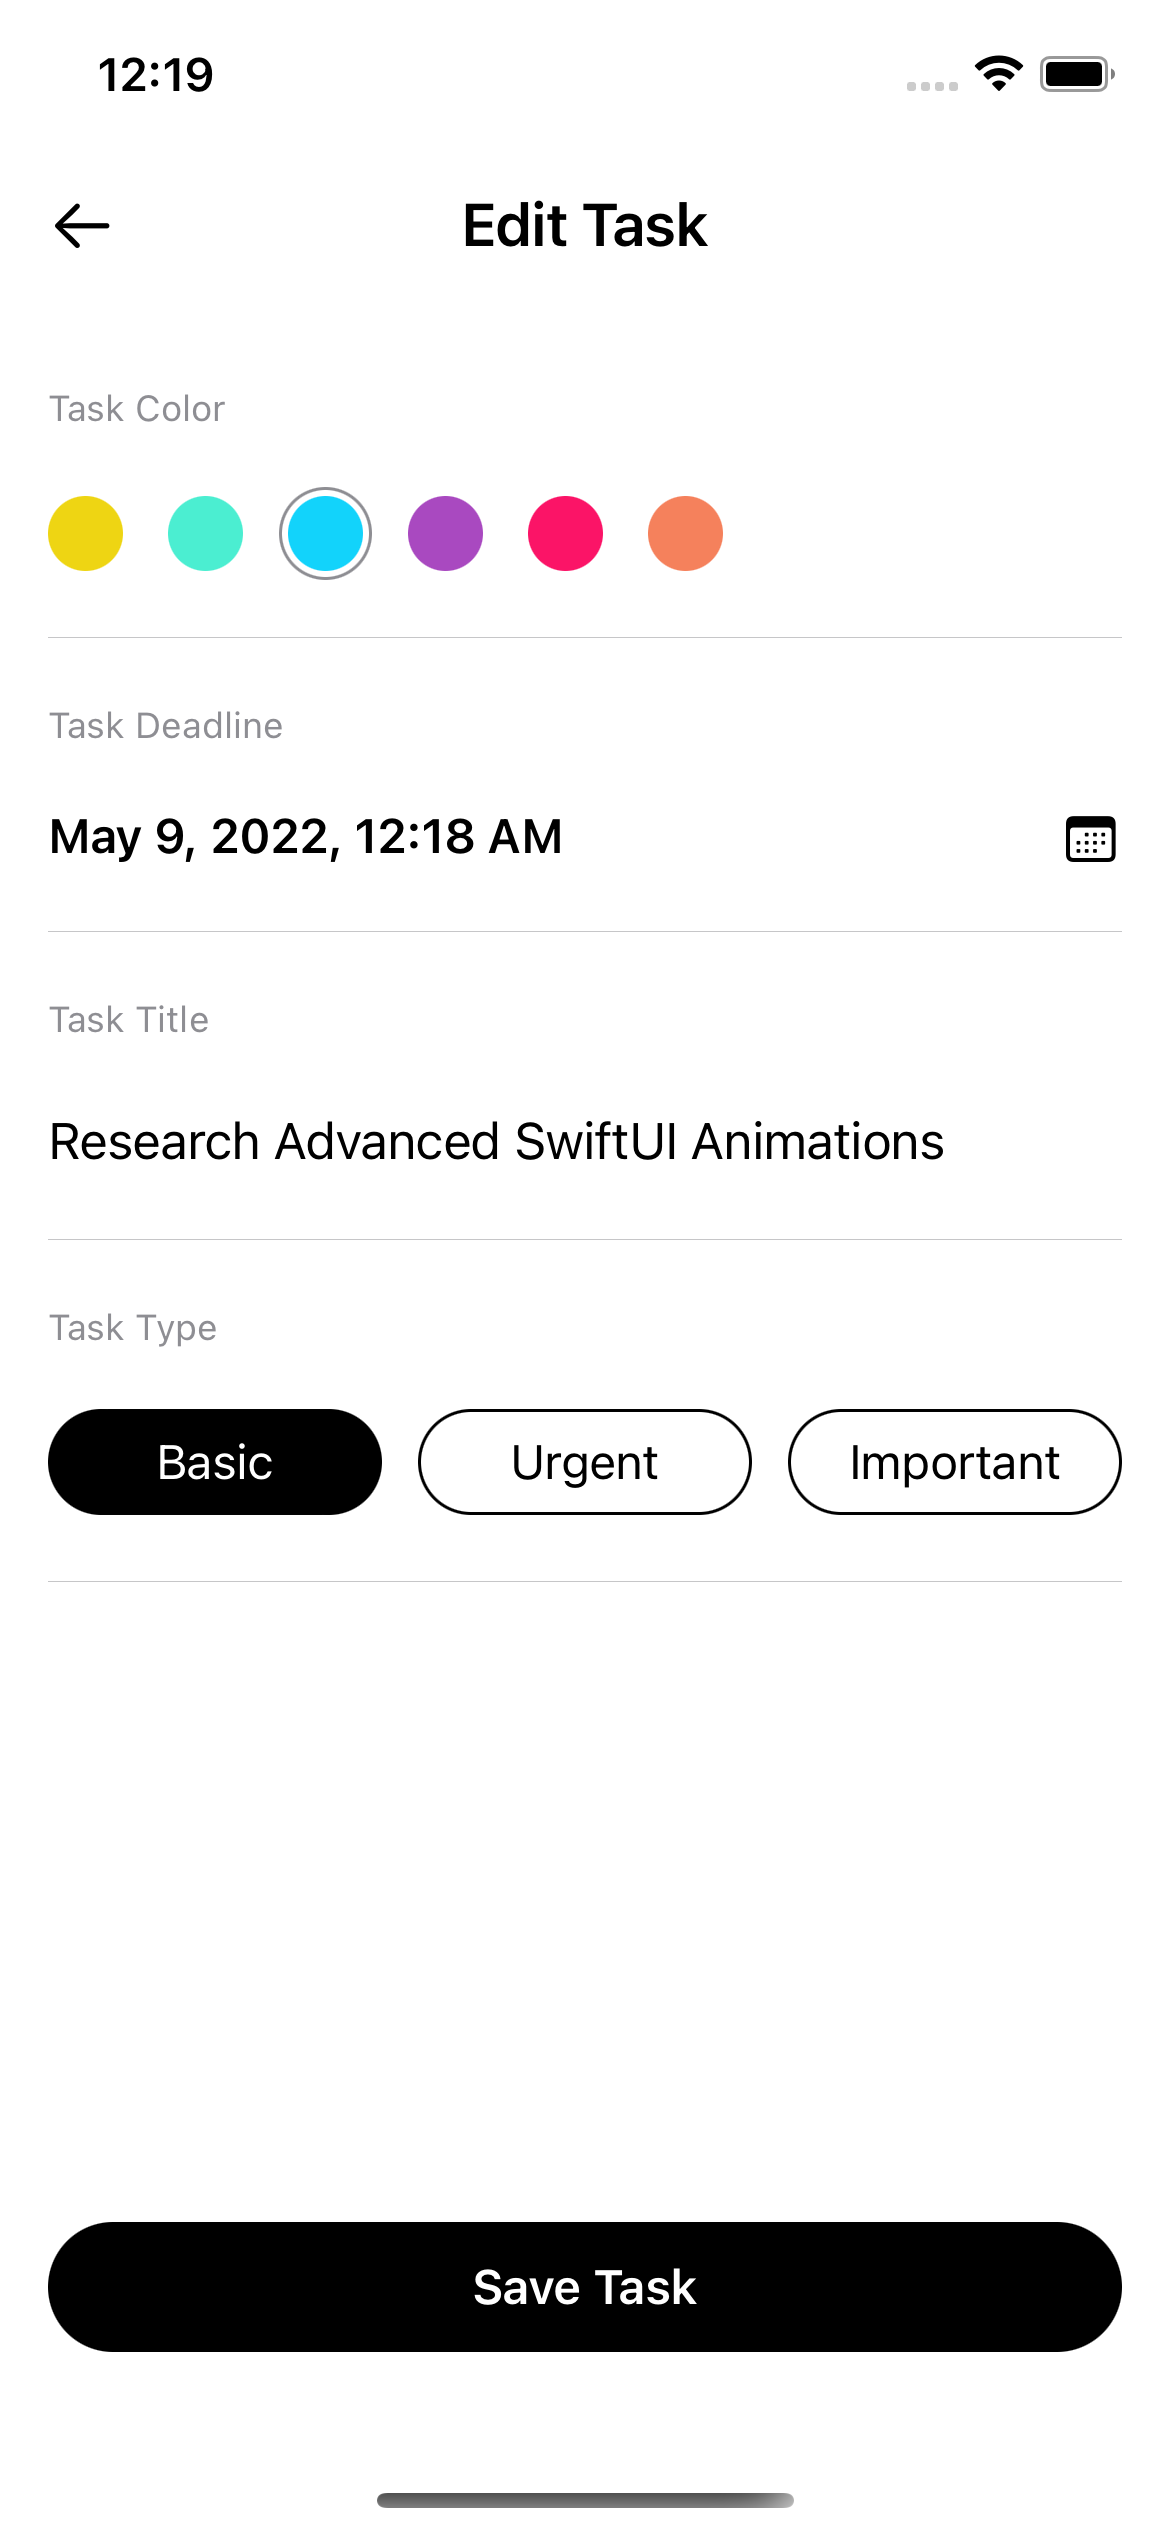 12:19
Edit Task
Task Color
Task Deadline
May 9, 2022, 12:18 AM
Task Title
Research Advanced SwiftUI Animations
Task Type
Basic Urgent Important
Save Task